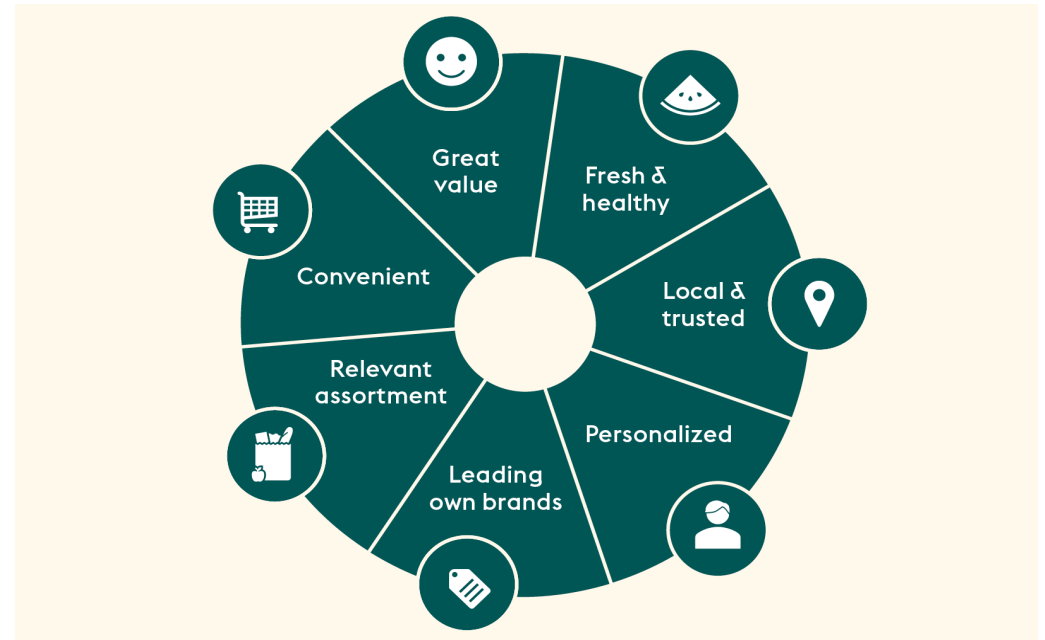 Great
value
Fresh &
healthy
Local &
trusted
Personalized
Leading
own brands
Relevant
assortment
Convenient